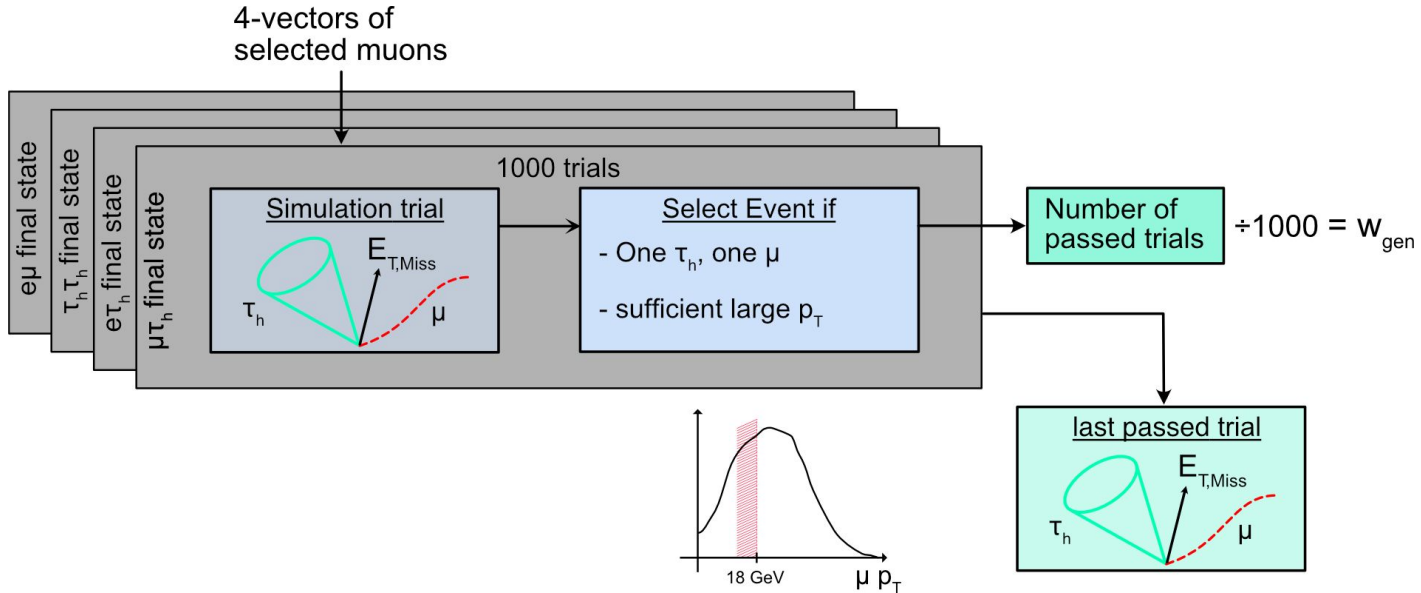 4-vectors of
selected muons
eμ final state
τhτh final state
eτh final state
μτh final state
1000 trials
Simulation trial
ET,Miss
τh
μ
Select Event if
- One τh, one μ
- sufficient large pT
Number of
passed trials
÷1000 = wgen
last passed trial
ET,Miss
τh
μ
18 GeV
μ pT